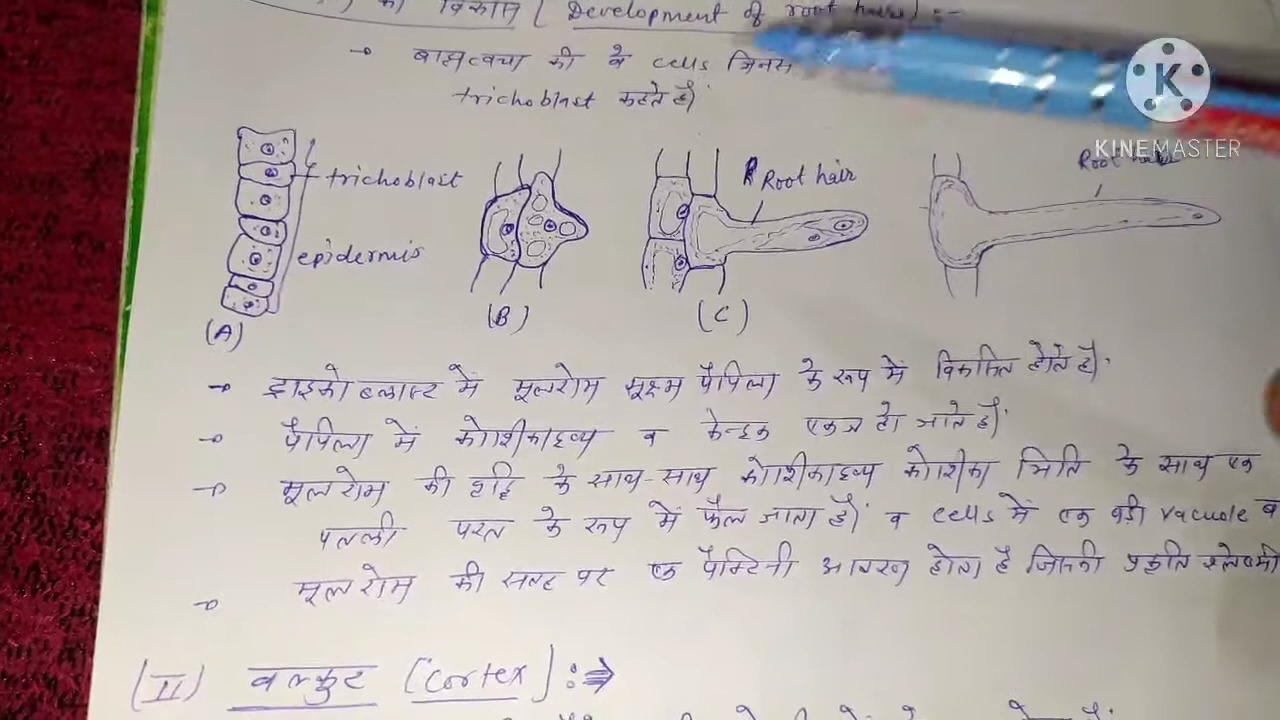 का विकास ( Development of root hairs) :-
→ बाह्यत्वचा की वे cells जिनसे
trichoblast कहते हैं।
K
KINEMASTER
trichoblast
epidermis
Root hair
Root hair
(A)
(B)
(C)
→ ट्राइकोब्लास्ट में मूलरोम सूक्ष्म पैपिला के रूप में विकसित होते हैं।
→ पैपिला में कोशिकाद्रव्य व केन्द्रक एकत्र हो जाते हैं।
→ मूलरोम की वृद्धि के साथ-साथ कोशिकाद्रव्य कोशिका भित्ति के साथ एक
पतली परत के रूप में फैल जाता है। व cells में एक बड़ी vacuole ब
→ मूलरोम की सतह पर एक पैक्टिनी आवरण होता है जिसकी प्रकृति श्लेष्मी
(II) वल्कुट (Cortex) :⇒